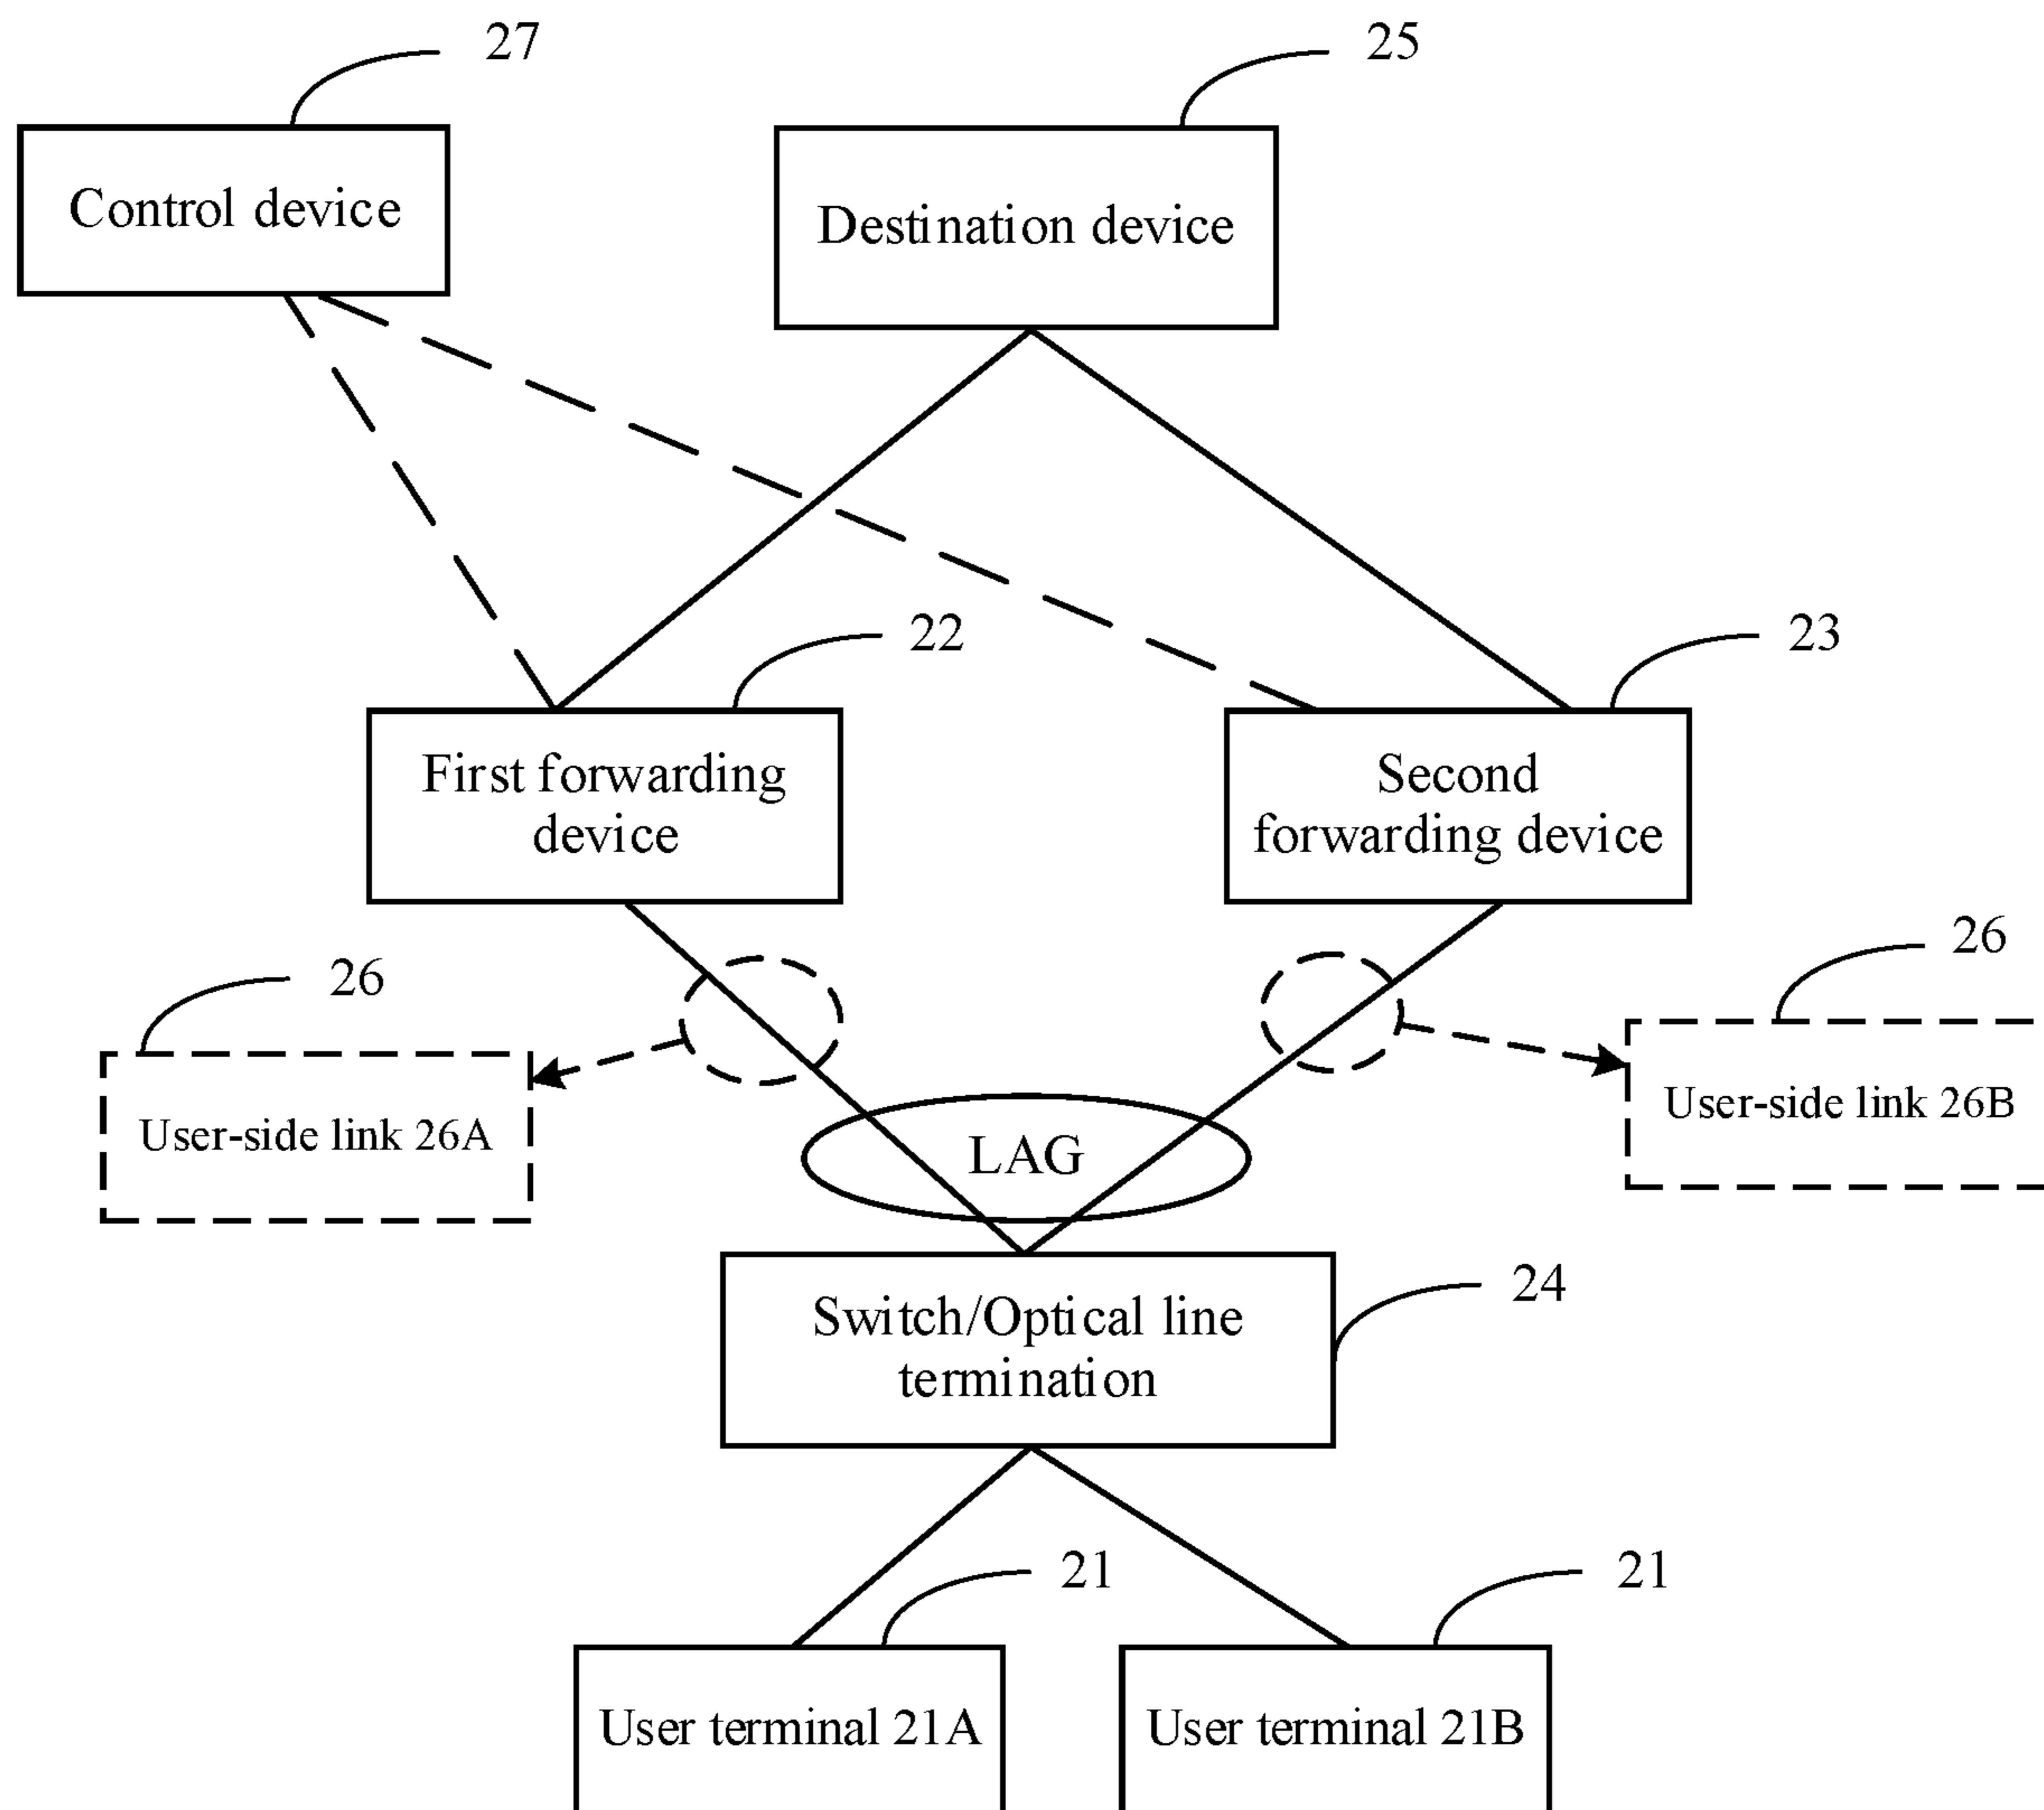 27
25
Control device
Destination device
22
23
First forwarding
device
Second
forwarding device
26
26
User-side link 26A
User-side link 26B
LAG
24
Switch/Optical line
termination
21
21
User terminal 21A
User terminal 21B